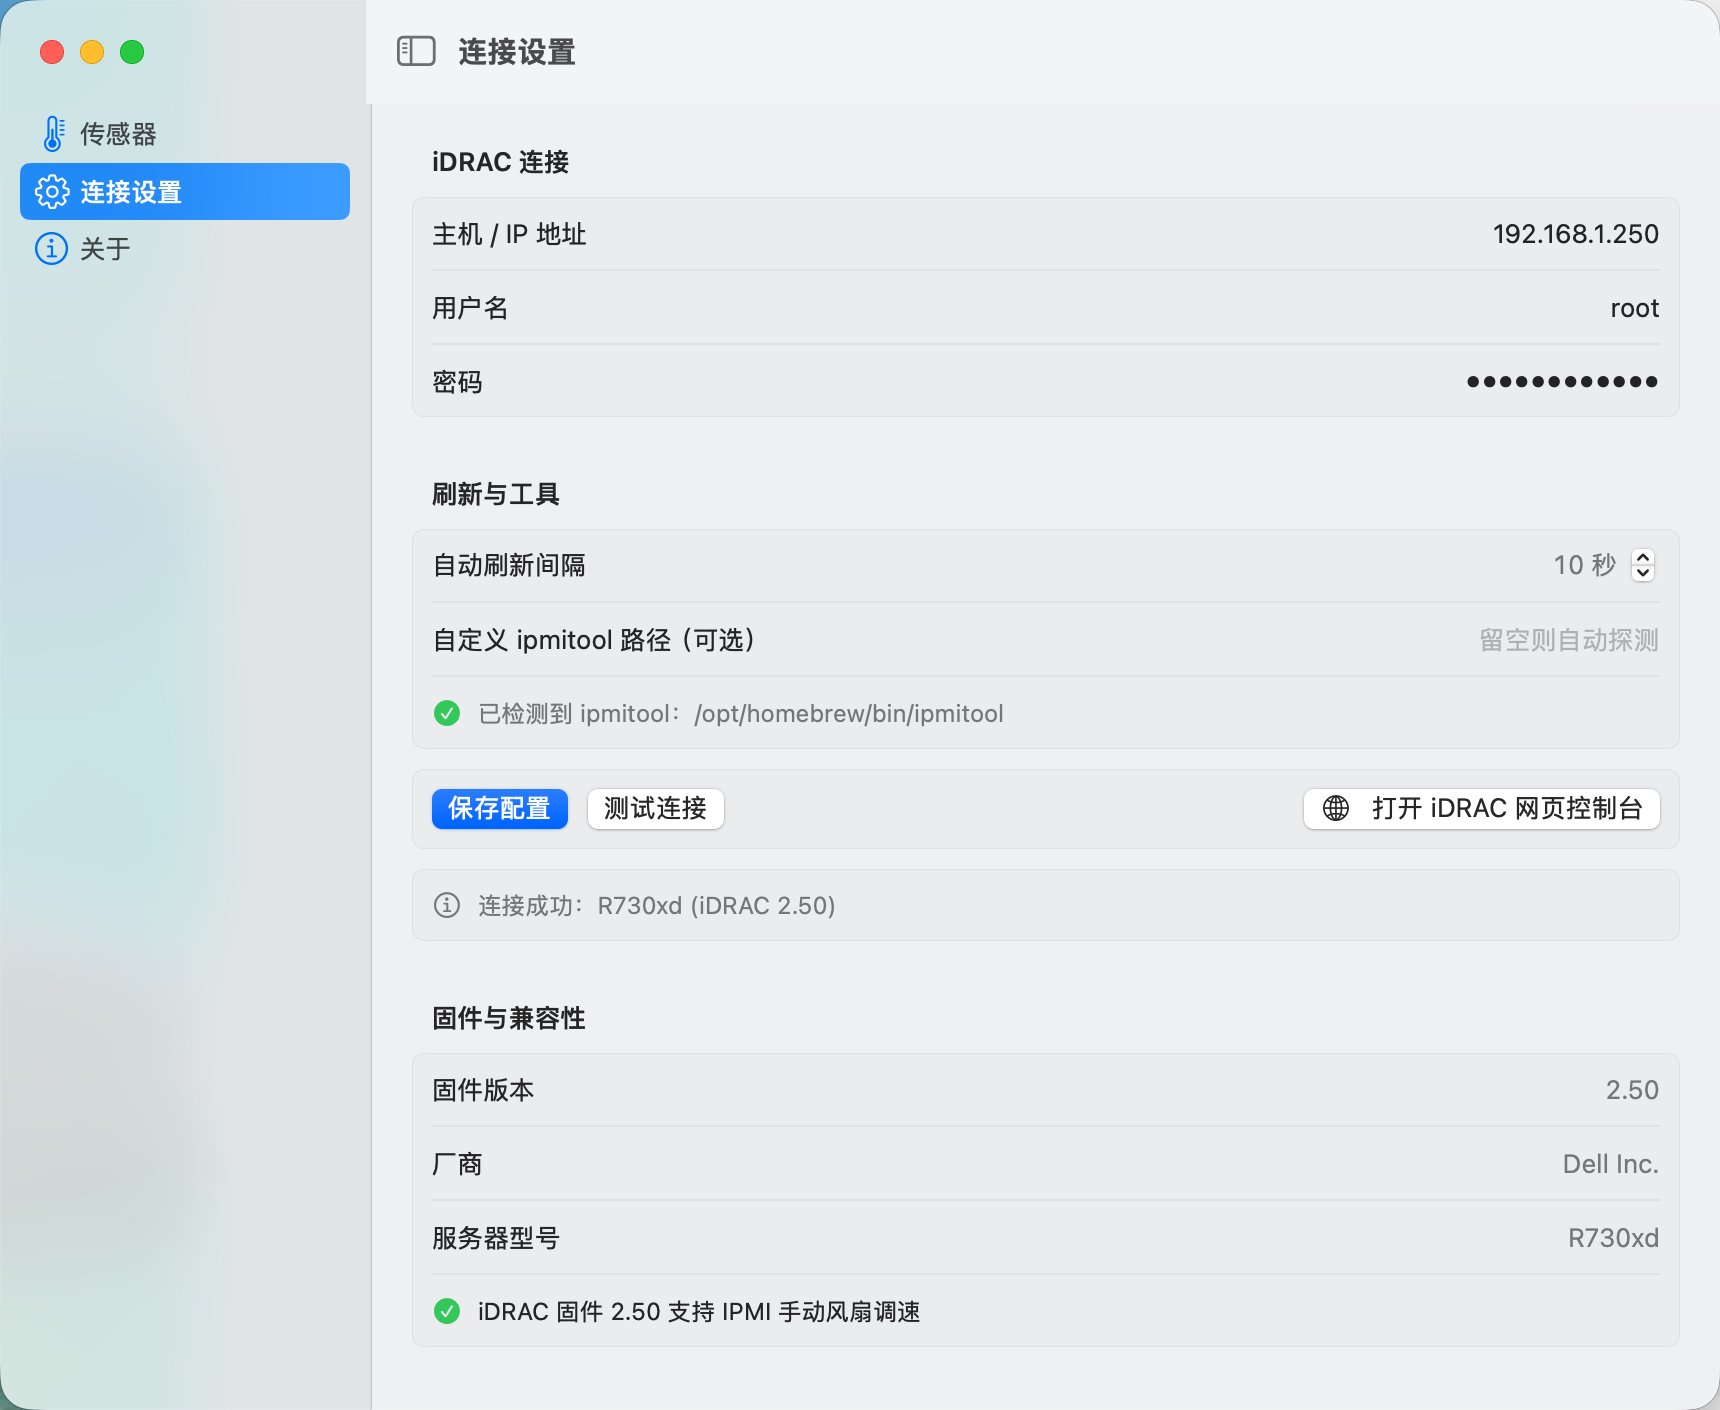 连接设置
传感器
连接设置
关于
iDRAC 连接
主机 / IP 地址 192.168.1.250
用户名 root
密码 ●●●●●●●●●●●●
刷新与工具
自动刷新间隔 10 秒
自定义 ipmitool 路径（可选） 留空则自动探测
已检测到 ipmitool：/opt/homebrew/bin/ipmitool
保存配置 测试连接 打开 iDRAC 网页控制台
连接成功：R730xd (iDRAC 2.50)
固件与兼容性
固件版本 2.50
厂商 Dell Inc.
服务器型号 R730xd
iDRAC 固件 2.50 支持 IPMI 手动风扇调速